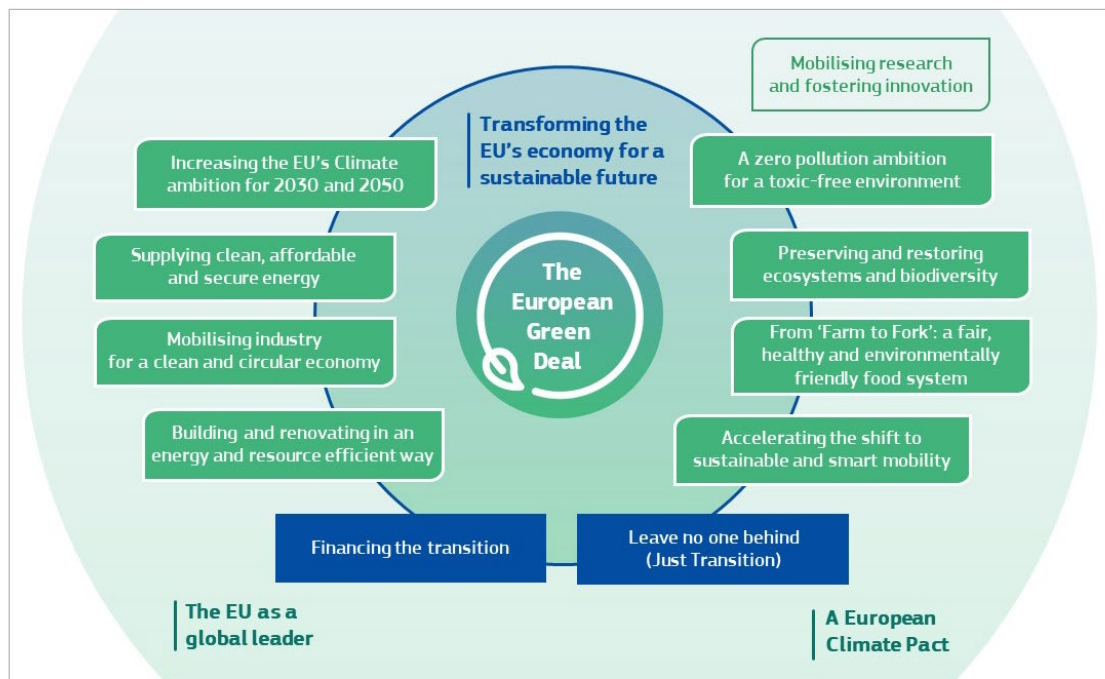 Mobilising research
and fostering innovation
Transforming the
EU's economy for a
sustainable future
Increasing the EU's Climate
ambition for 2030 and 2050
A zero pollution ambition
for a toxic-free environment
Supplying clean, affordable
and secure energy
Preserving and restoring
ecosystems and biodiversity
The
European
Green
Deal
Mobilising industry
for a clean and circular economy
From ‘Farm to Fork’: a fair,
healthy and environmentally
friendly food system
Building and renovating in an
energy and resource efficient way
Accelerating the shift to
sustainable and smart mobility
Financing the transition
Leave no one behind
(Just Transition)
The EU as a
global leader
A European
Climate Pact